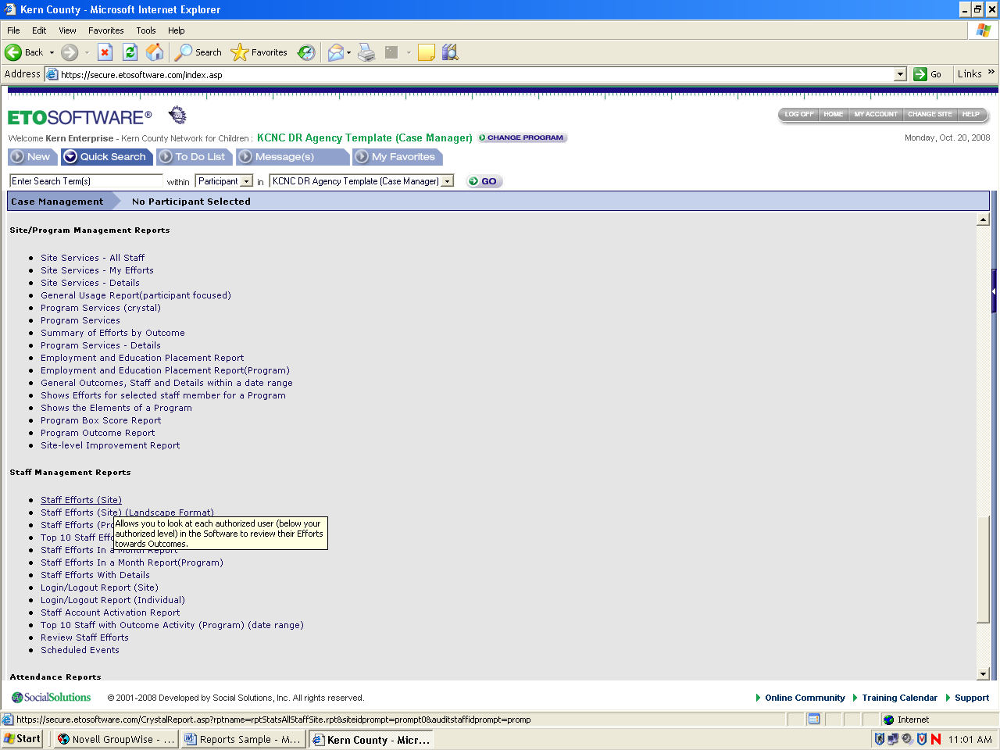 Kern County - Microsoft Internet Explorer
File Edit View Favorites Tools Help
Back Search Favorites
Address https://secure.etosoftware.com/index.asp Go Links »
ETOSOFTWARE®
LOG OFF HOME MY ACCOUNT CHANGE SITE HELP
Welcome Kern Enterprise - Kern County Network for Children : KCNC DR Agency Template (Case Manager) CHANGE PROGRAM Monday, Oct. 20, 2008
New Quick Search To Do List Message(s) My Favorites
Enter Search Term(s) within Participant in KCNC DR Agency Template (Case Manager) GO
Case Management No Participant Selected
Site/Program Management Reports
Site Services - All Staff
Site Services - My Efforts
Site Services - Details
General Usage Report(participant focused)
Program Services (crystal)
Program Services
Summary of Efforts by Outcome
Program Services - Details
Employment and Education Placement Report
Employment and Education Placement Report(Program)
General Outcomes, Staff and Details within a date range
Shows Efforts for selected staff member for a Program
Shows the Elements of a Program
Program Box Score Report
Program Outcome Report
Site-level Improvement Report
Staff Management Reports
Staff Efforts (Site)
Staff Efforts (Site) (Landscape Format)
Staff Efforts (Pro
Top 10 Staff Effo
Allows you to look at each authorized user (below your
authorized level) in the Software to review their Efforts
towards Outcomes.
Staff Efforts In a Month Report
Staff Efforts In a Month Report(Program)
Staff Efforts With Details
Login/Logout Report (Site)
Login/Logout Report (Individual)
Staff Account Activation Report
Top 10 Staff with Outcome Activity (Program) (date range)
Review Staff Efforts
Scheduled Events
Attendance Reports
SocialSolutions © 2001-2008 Developed by Social Solutions, Inc. All rights reserved. Online Community Training Calendar Support
https://secure.etosoftware.com/CrystalReport.asp?rptname=rptStatsAllStaffSite.rpt&siteidprompt=prompt0&auditstaffidprompt=promp Internet
Start Novell GroupWise - ... Reports Sample - M... Kern County - Micr... 11:01 AM